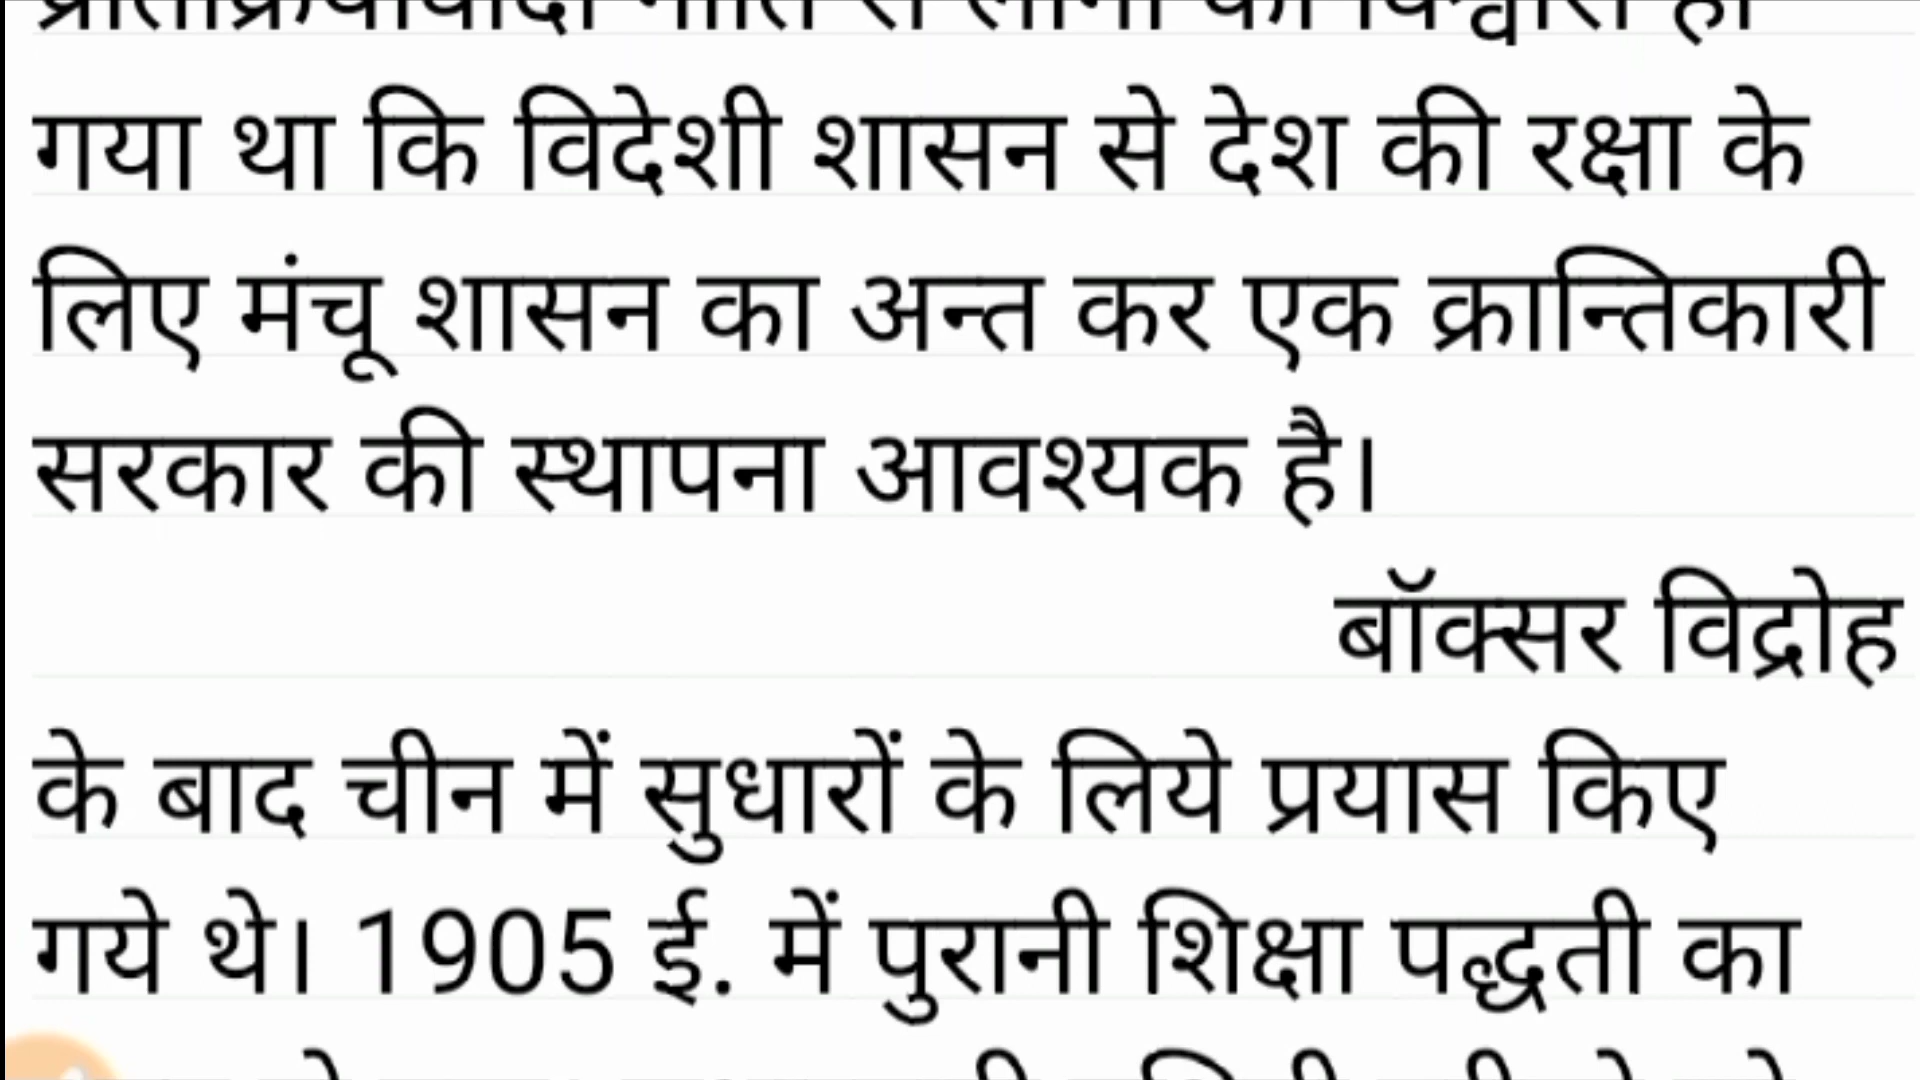 गया था कि विदेशी शासन से देश की रक्षा के
लिए मंचू शासन का अन्त कर एक क्रान्तिकारी
सरकार की स्थापना आवश्यक है।
बॉक्सर विद्रोह
के बाद चीन में सुधारों के लिये प्रयास किए
गये थे। 1905 ई. में पुरानी शिक्षा पद्धती का